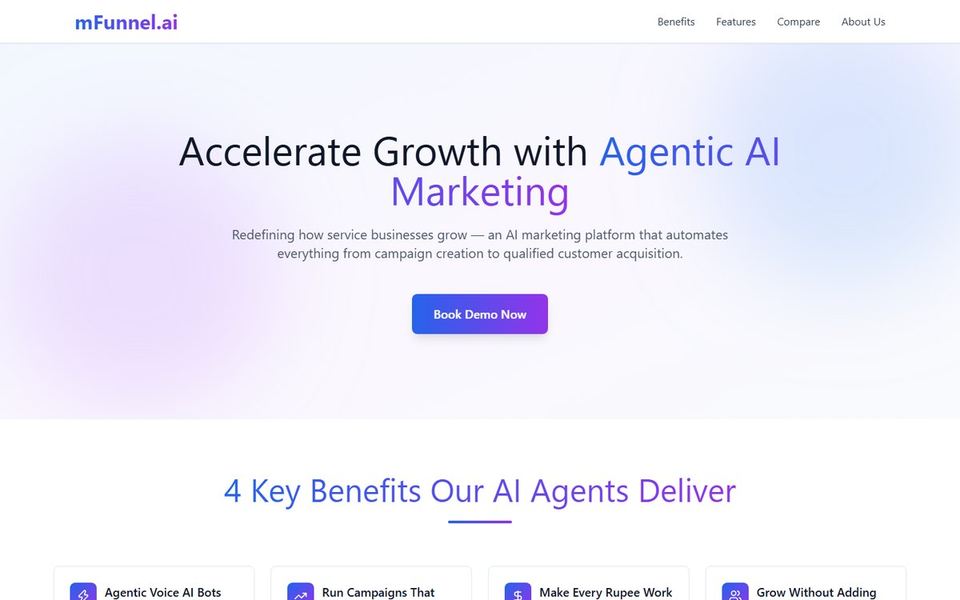 mFunnel.ai
Benefits
Features
Compare
About Us
Accelerate Growth with Agentic AI
Marketing
Redefining how service businesses grow — an AI marketing platform that automates
everything from campaign creation to qualified customer acquisition.
Book Demo Now
4 Key Benefits Our AI Agents Deliver
Agentic Voice AI Bots
Run Campaigns That
Make Every Rupee Work
Grow Without Adding